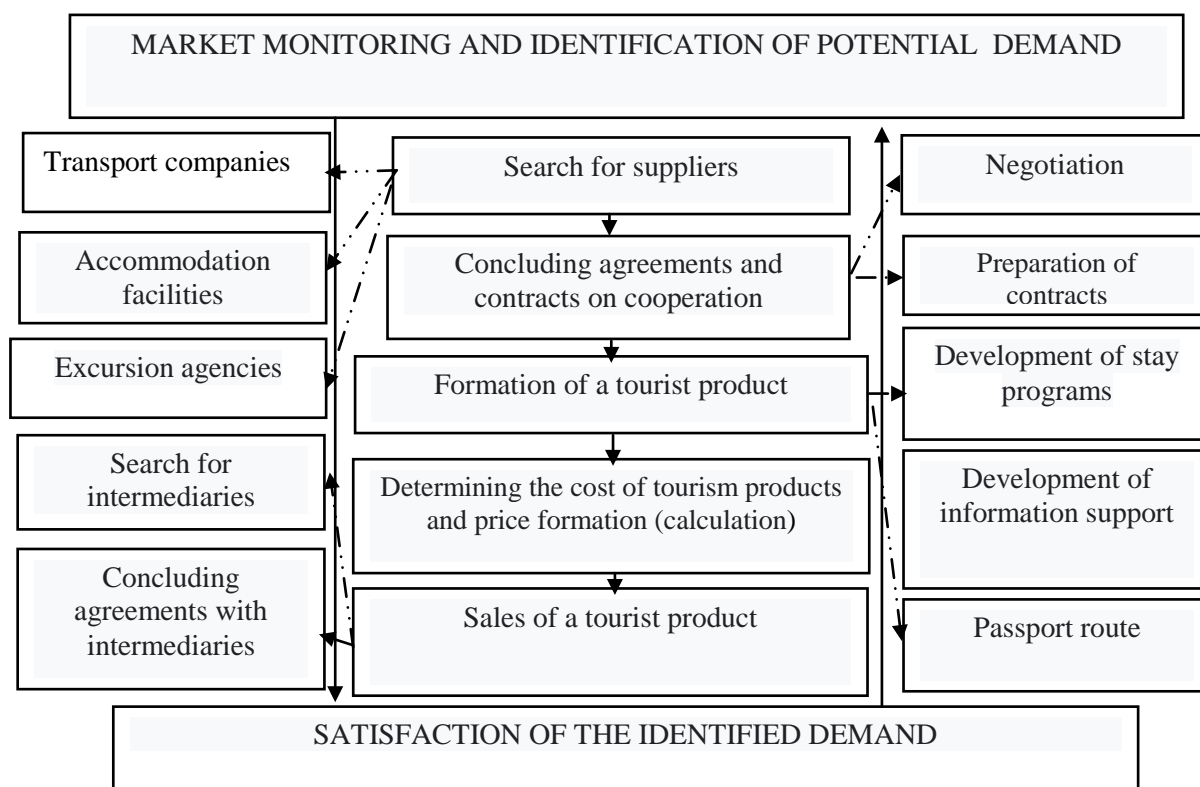 MARKET MONITORING AND IDENTIFICATION OF POTENTIAL DEMAND
Transport companies
Search for suppliers
Negotiation
Accommodation
facilities
Concluding agreements and
contracts on cooperation
Preparation of
contracts
Excursion agencies
Formation of a tourist product
Development of stay
programs
Search for
intermediaries
Determining the cost of tourism products
and price formation (calculation)
Development of
information support
Concluding
agreements with
intermediaries
Sales of a tourist product
Passport route
SATISFACTION OF THE IDENTIFIED DEMAND